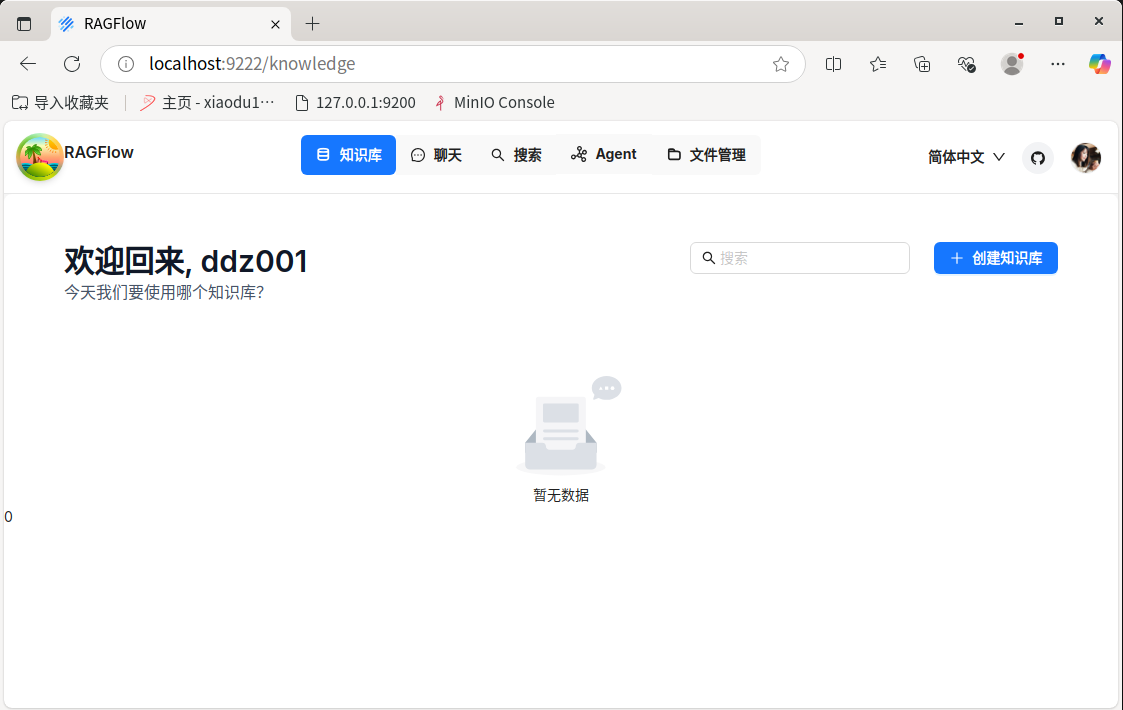 RAGFlow
localhost:9222/knowledge
导入收藏夹 主页 - xiaodu1··· 127.0.0.1:9200 MinIO Console
RAGFlow 知识库 聊天 搜索 Agent 文件管理 简体中文
欢迎回来, ddz001
搜索 创建知识库
今天我们要使用哪个知识库？
暂无数据
0